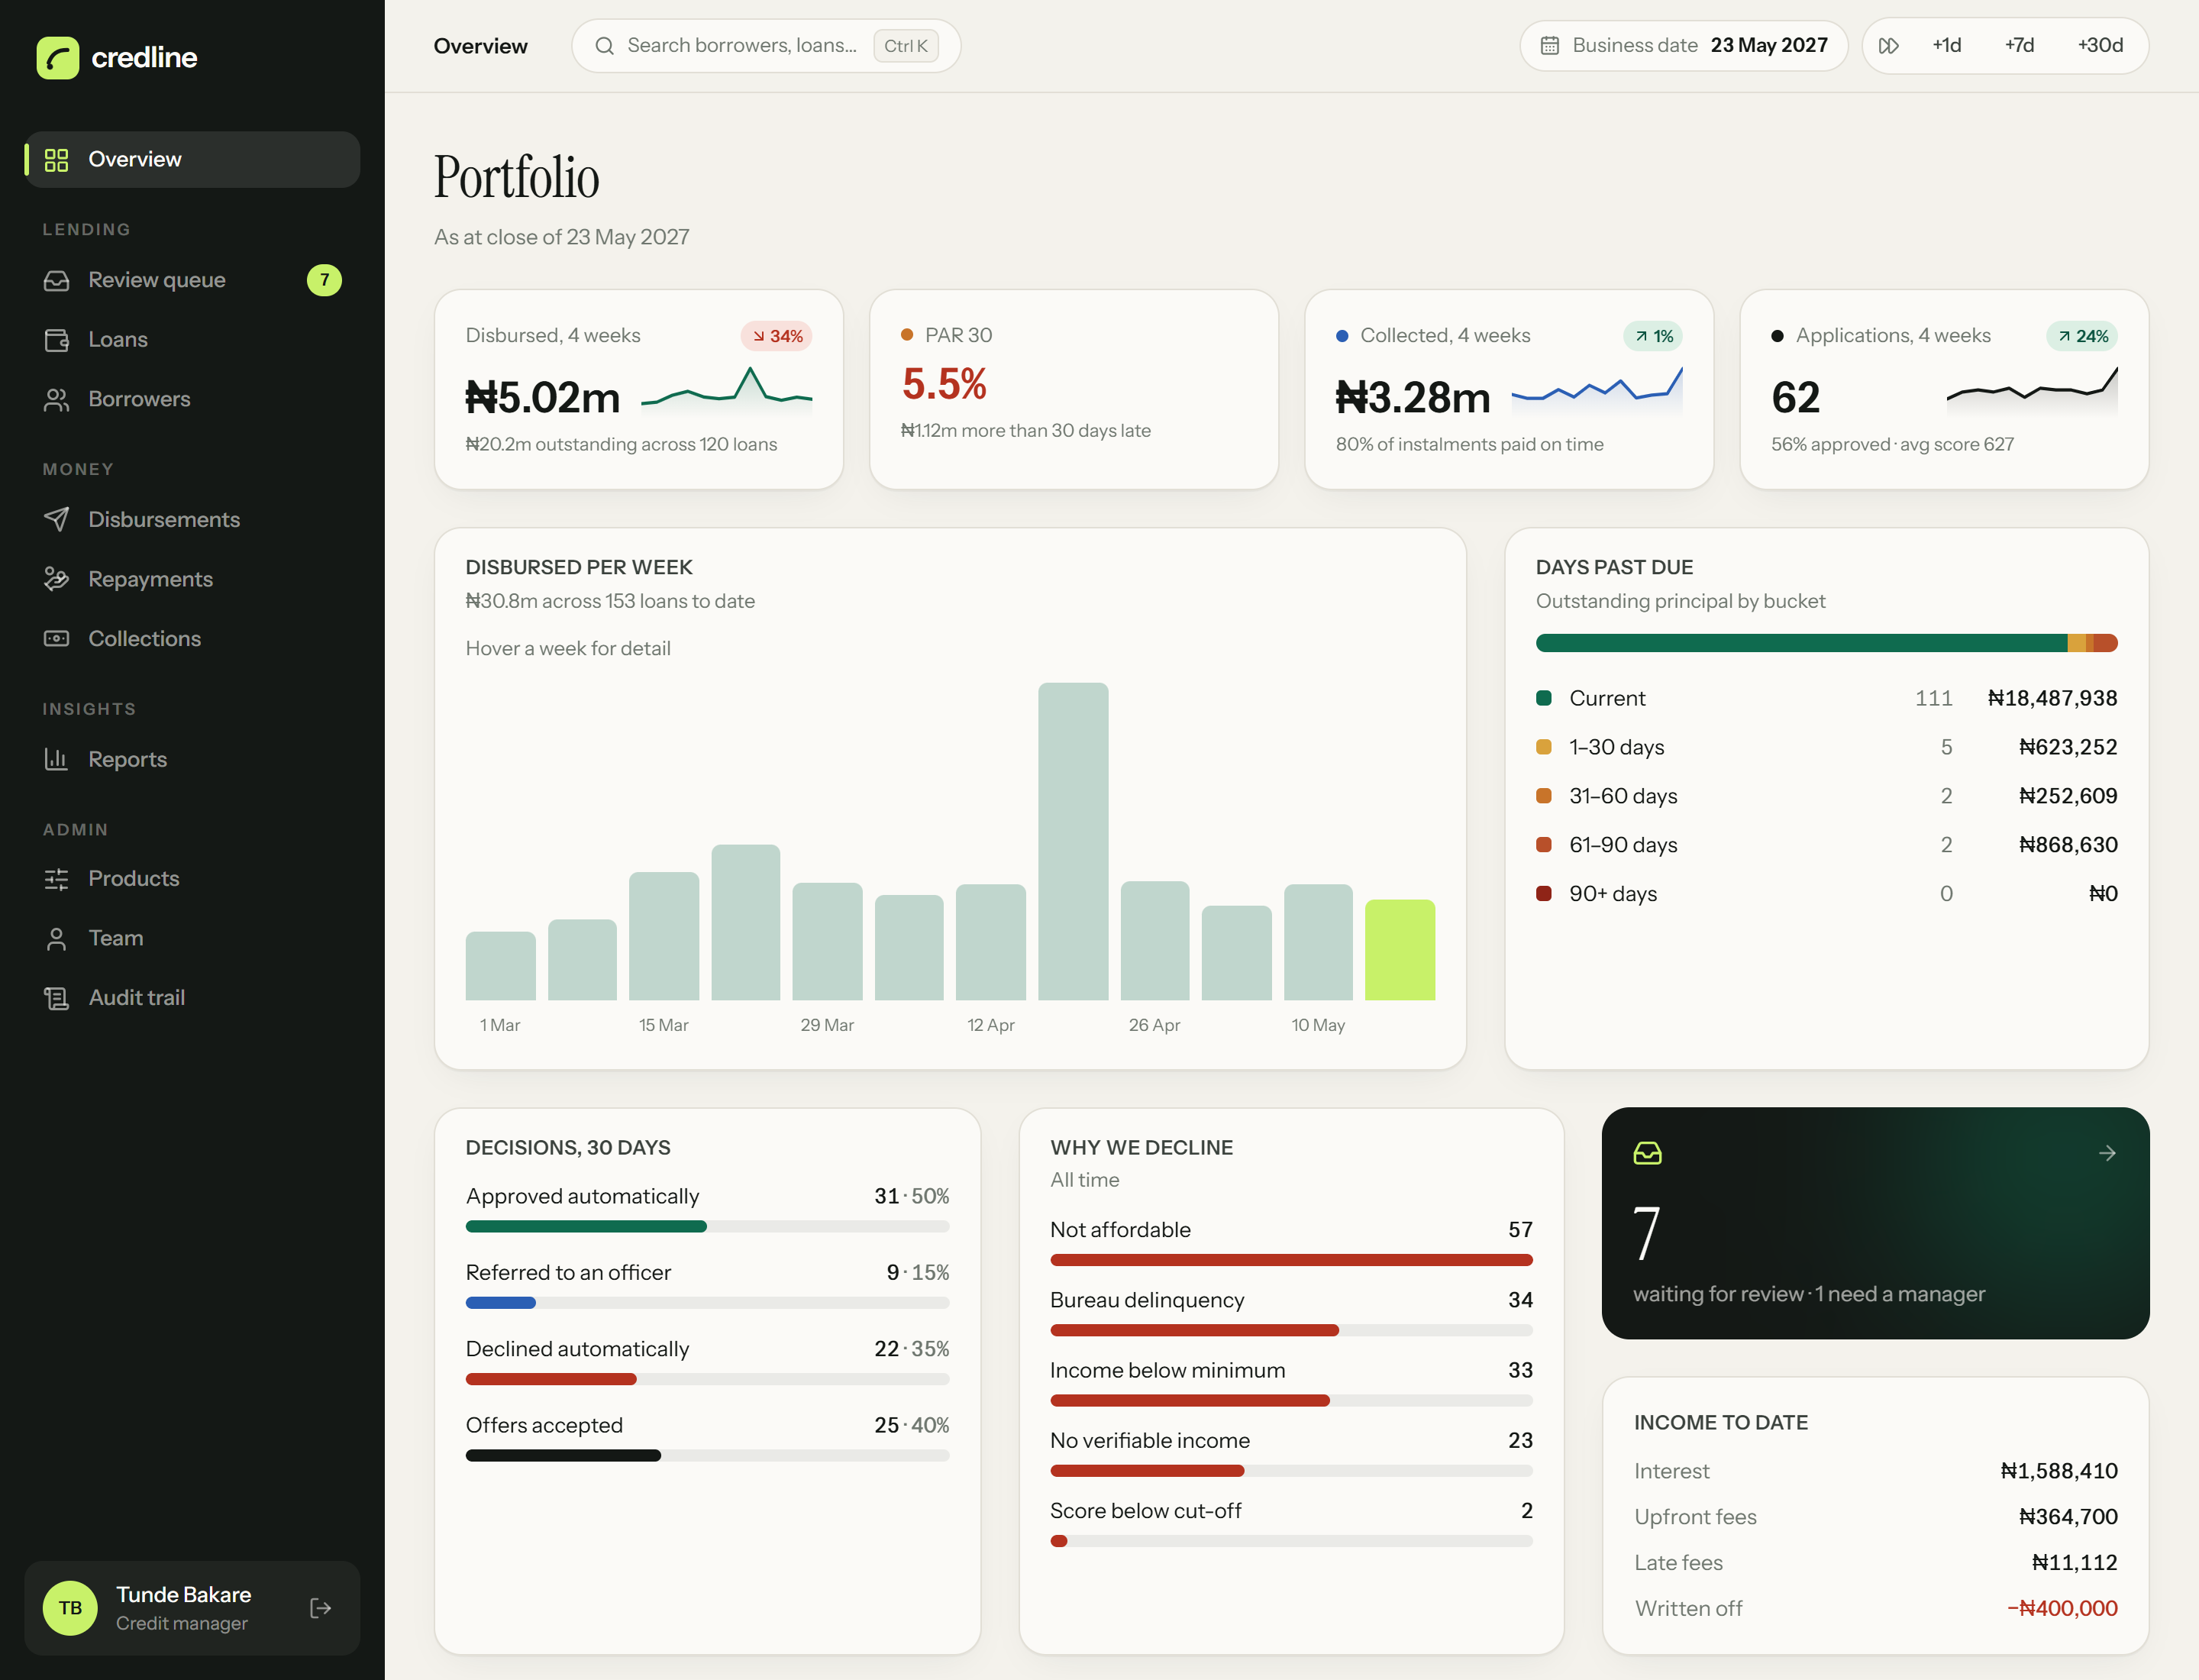 credline
Overview
LENDING
Review queue 7
Loans
Borrowers
MONEY
Disbursements
Repayments
Collections
INSIGHTS
Reports
ADMIN
Products
Team
Audit trail
TB
Tunde Bakare
Credit manager
Overview
Search borrowers, loans... Ctrl K
Business date 23 May 2027
+1d +7d +30d
Portfolio
As at close of 23 May 2027
Disbursed, 4 weeks 34%
₦5.02m
₦20.2m outstanding across 120 loans
PAR 30
5.5%
₦1.12m more than 30 days late
Collected, 4 weeks 1%
₦3.28m
80% of instalments paid on time
Applications, 4 weeks 24%
62
56% approved · avg score 627
DISBURSED PER WEEK
₦30.8m across 153 loans to date
Hover a week for detail
1 Mar 15 Mar 29 Mar 12 Apr 26 Apr 10 May
DAYS PAST DUE
Outstanding principal by bucket
Current 111 ₦18,487,938
1–30 days 5 ₦623,252
31–60 days 2 ₦252,609
61–90 days 2 ₦868,630
90+ days 0 ₦0
DECISIONS, 30 DAYS
Approved automatically 31 · 50%
Referred to an officer 9 · 15%
Declined automatically 22 · 35%
Offers accepted 25 · 40%
WHY WE DECLINE
All time
Not affordable 57
Bureau delinquency 34
Income below minimum 33
No verifiable income 23
Score below cut-off 2
7
waiting for review · 1 need a manager
INCOME TO DATE
Interest ₦1,588,410
Upfront fees ₦364,700
Late fees ₦11,112
Written off −₦400,000